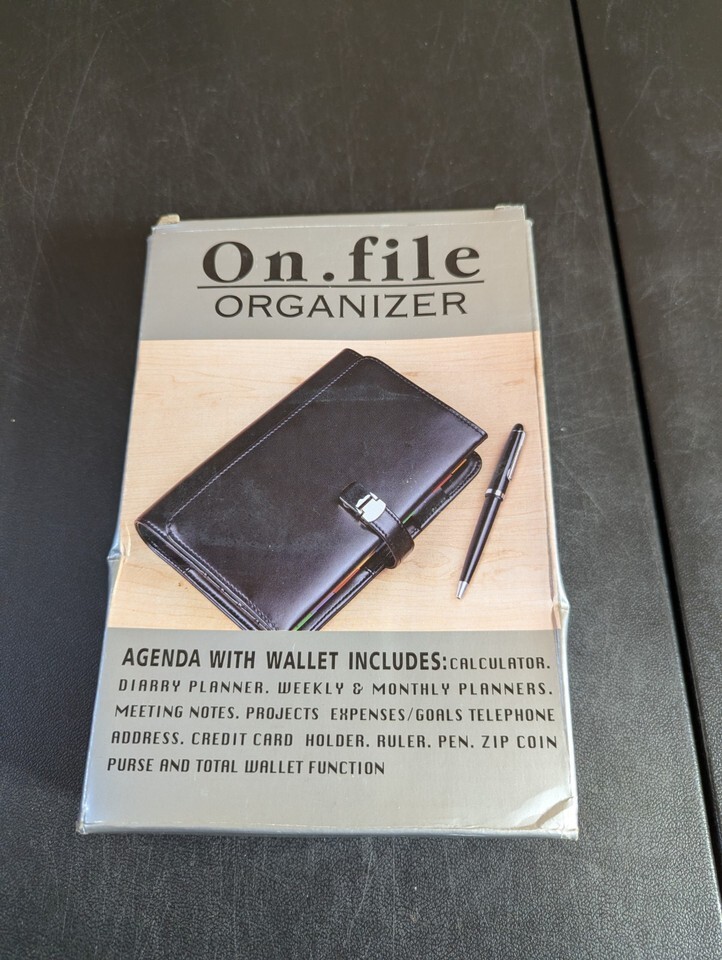 On.file
ORGANIZER
AGENDA WITH WALLET INCLUDES: CALCULATOR.
DIARRY PLANNER. WEEKLY & MONTHLY PLANNERS.
MEETING NOTES. PROJECTS EXPENSES/GOALS TELEPHONE
ADDRESS. CREDIT CARD HOLDER. RULER. PEN. ZIP COIN
PURSE AND TOTAL WALLET FUNCTION